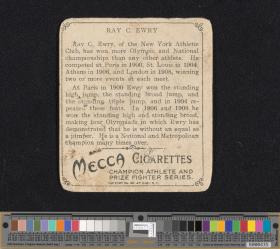 RAY C. EWRY
RAY C. EWRY, of the New York Athletic
Club, has won more Olympic and National
championships than any other athlete. He
competed at Paris in 1900, St. Louis in 1904,
Athens in 1906, and London in 1908, winning
two or more events at each meet.
At Paris in 1900 Ewry won the standing
high jump, the standing broad jump, and
the standing triple jump, and in 1904 re-
peated these feats. In 1906 and 1908 he
won the standing high and standing broad,
making four Olympiads in which Ewry has
demonstrated that he is without an equal as
a jumper. He is a National and Metropolitan
champion many times over.
MECCA CIGARETTES
CHAMPION ATHLETE AND
PRIZE FIGHTER SERIES.